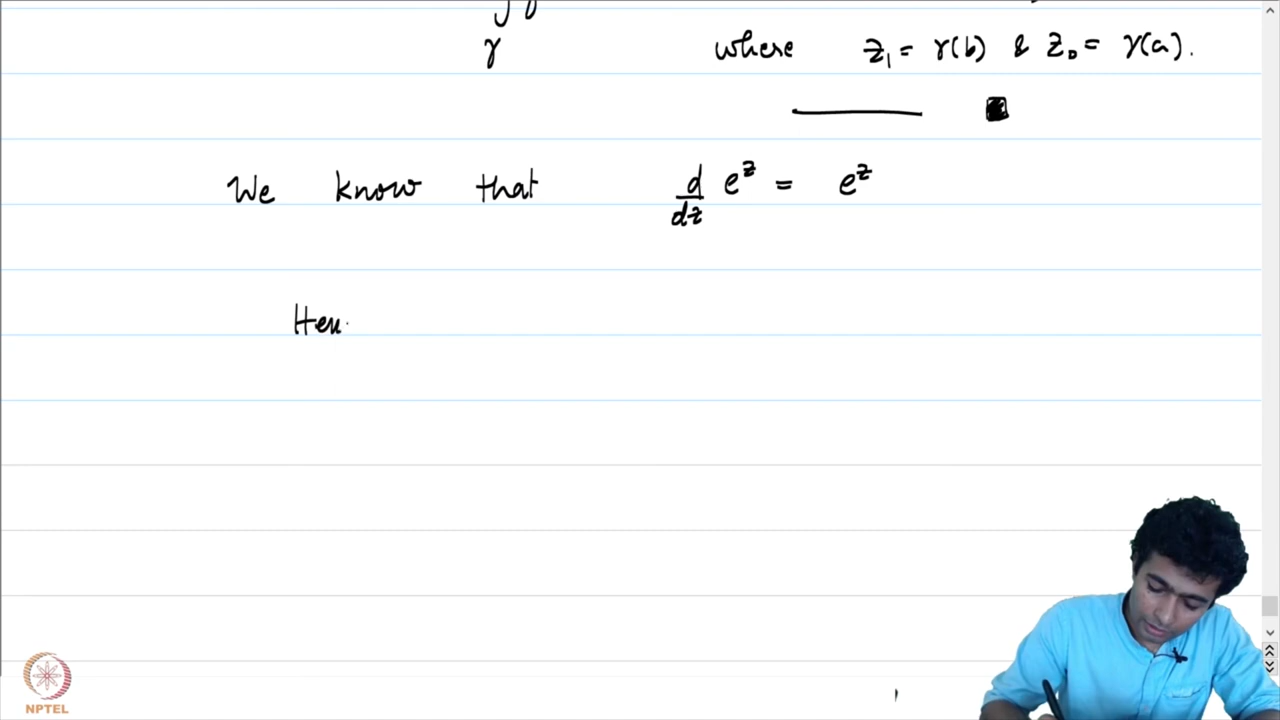 γ where z₁ = γ(b) & z₀ = γ(a).
We know that d/dz e^z = e^z
Hen
NPTEL